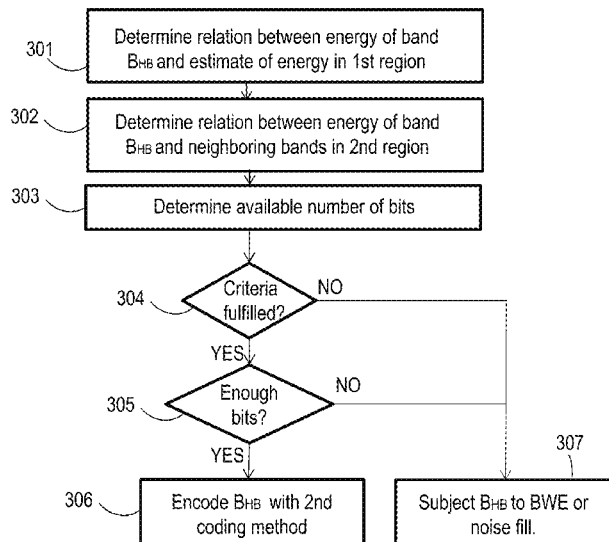 301
Determine relation between energy of band
BHB and estimate of energy in 1st region
302
Determine relation between energy of band
BHB and neighboring bands in 2nd region
303
Determine available number of bits
304
Criteria
fulfilled?
NO
YES
305
Enough
bits?
NO
YES
306
Encode BHB with 2nd
coding method
307
Subject BHB to BWE or
noise fill.